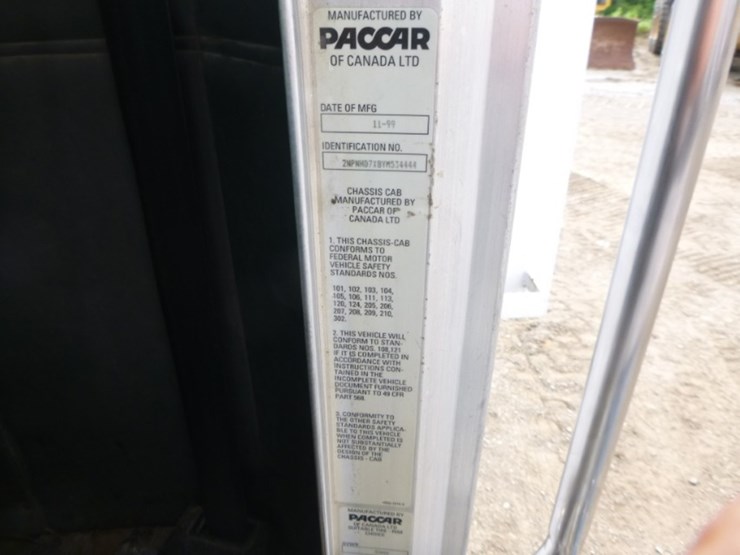 MANUFACTURED BY
PACCAR
OF CANADA LTD
DATE OF MFG
11-99
IDENTIFICATION NO.
CHASSIS CAB
MANUFACTURED BY
PACCAR OF
CANADA LTD
1. THIS CHASSIS-CAB
CONFORMS TO
FEDERAL MOTOR
VEHICLE SAFETY
STANDARDS NOS.
101, 102, 103, 104,
105, 106, 111, 113,
120, 124, 205, 206,
207, 208, 209, 210,
302.
2. THIS VEHICLE WILL
CONFORM TO STAN-
DARDS NOS. 108,121
IF IT IS COMPLETED IN
ACCORDANCE WITH
INSTRUCTIONS CON-
TAINED IN THE
INCOMPLETE VEHICLE
DOCUMENT FURNISHED
PURSUANT TO 49 CFR
PART 568.
3. CONFORMITY TO
THE OTHER SAFETY
STANDARDS APPLICA-
BLE TO THIS VEHICLE
WHEN COMPLETED IS
NOT SUBSTANTIALLY
AFFECTED BY THE
DESIGN OF THE
CHASSIS - CAB
MANUFACTURED BY
PACCAR
OF CANADA LTD